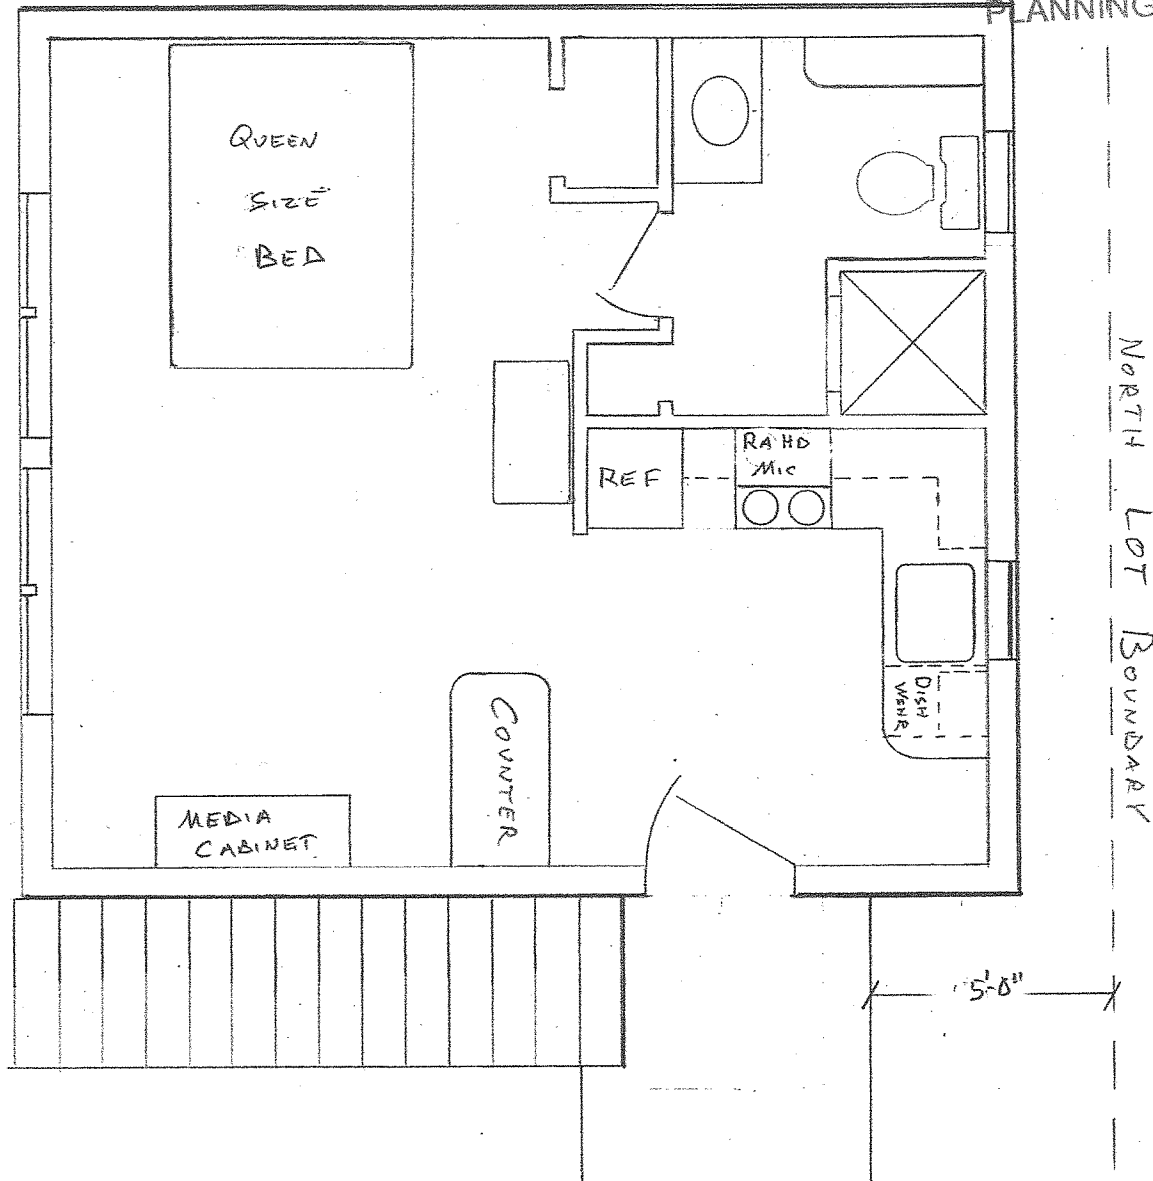 PLANNING
QUEEN
SIZE
BED
NORTH LOT BOUNDARY
REF
RA HD
MIC
DISH
WSHR
COUNTER
MEDIA
CABINET
5'-0"